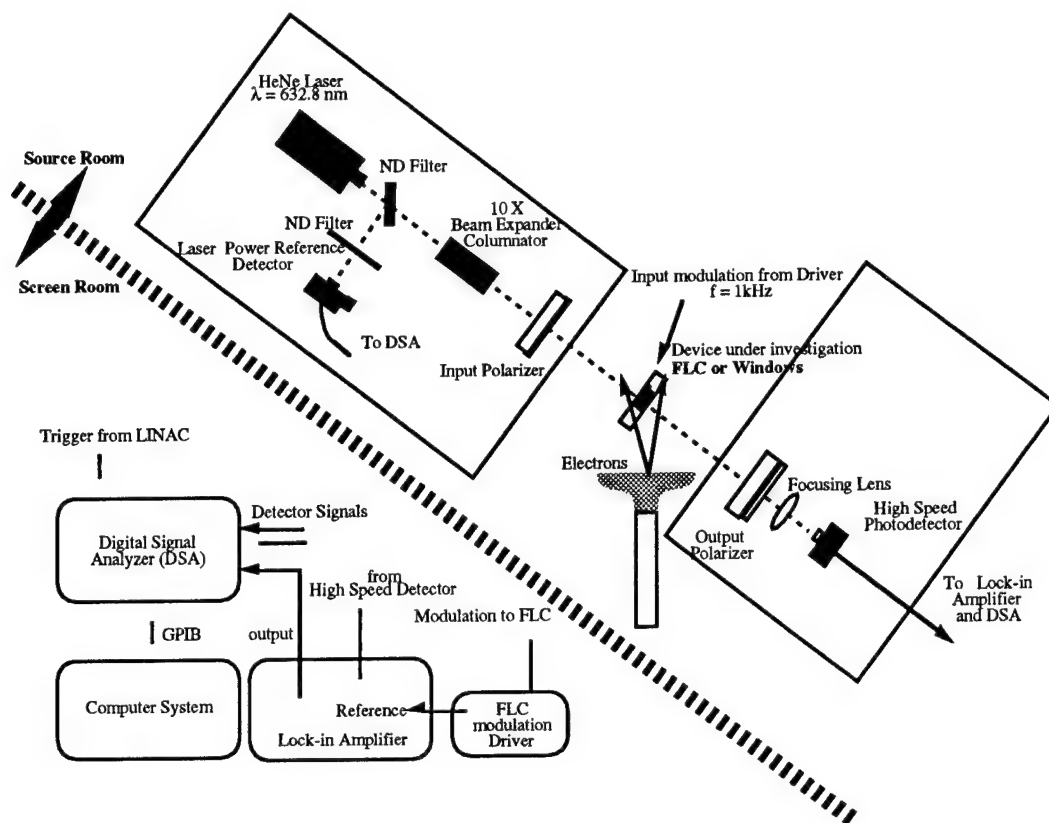 HeNe Laser
λ = 632.8 nm
Source Room
ND Filter
10 X
Beam Expander
Columnator
ND Filter
Laser Power Reference
Detector
Screen Room
Input modulation from Driver
f = 1kHz
To DSA
Input Polarizer
Device under investigation
FLC or Windows
Trigger from LINAC
Electrons
Focusing Lens
High Speed
Photodetector
Detector Signals
Digital Signal
Analyzer (DSA)
Output
Polarizer
from
High Speed Detector
To Lock-in
Amplifier
and DSA
Modulation to FLC
GPIB
output
Computer System
Reference
Lock-in Amplifier
FLC
modulation
Driver